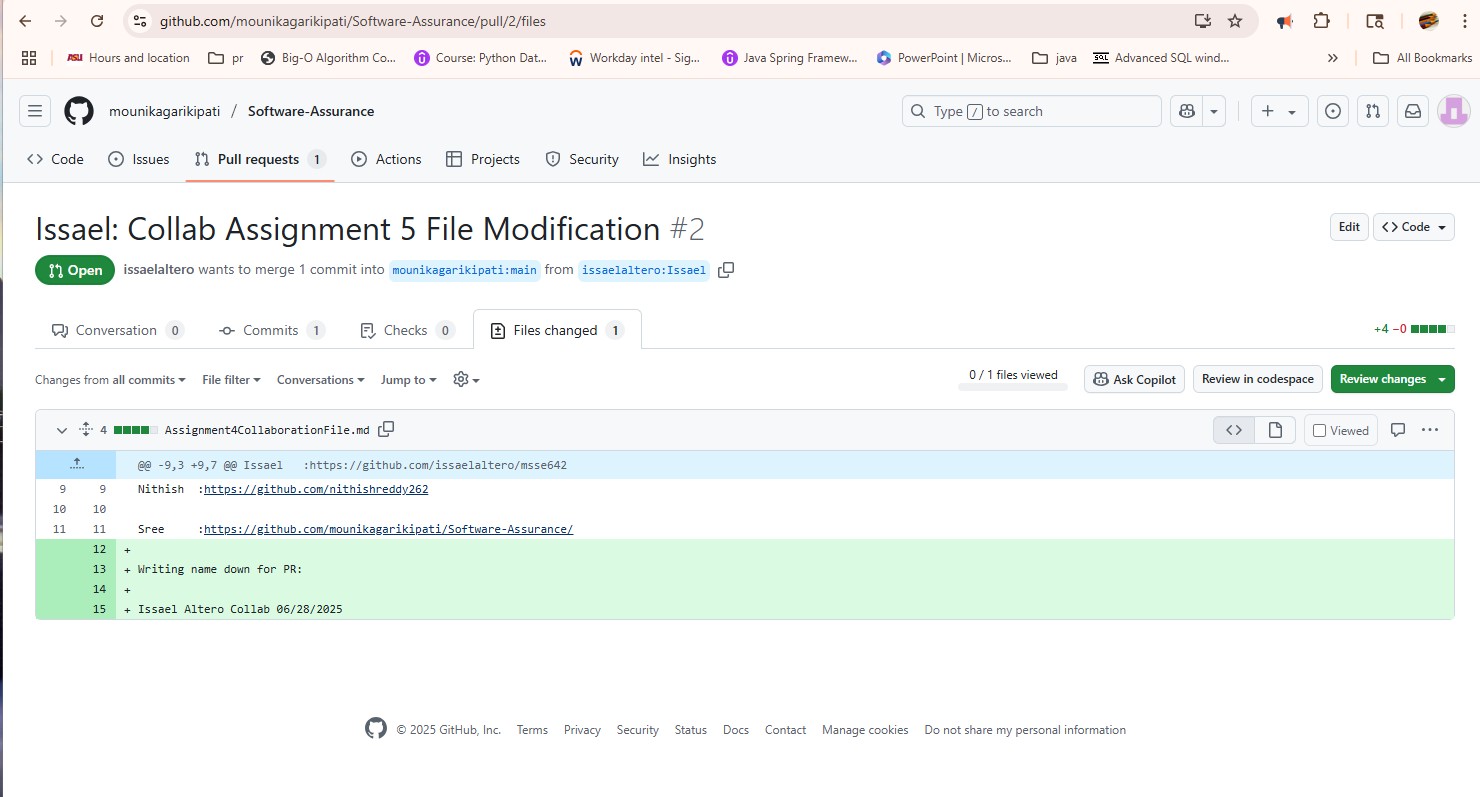 github.com/mounikagarikipati/Software-Assurance/pull/2/files
ASU Hours and location pr Big-O Algorithm Co... Course: Python Dat... Workday intel - Sig... Java Spring Framew... PowerPoint | Micros... java SQL Advanced SQL wind... » All Bookmarks
mounikagarikipati / Software-Assurance Type / to search
Code Issues Pull requests 1 Actions Projects Security Insights
Issael: Collab Assignment 5 File Modification #2 Edit <> Code
Open issaelaltero wants to merge 1 commit into mounikagarikipati:main from issaelaltero:Issael
Conversation 0 Commits 1 Checks 0 Files changed 1 +4 −0
Changes from all commits File filter Conversations Jump to 0 / 1 files viewed Ask Copilot Review in codespace Review changes
4 Assignment4CollaborationFile.md Viewed
@@ -9,3 +9,7 @@ Issael :https://github.com/issaelaltero/msse642
9 9 Nithish :https://github.com/nithishreddy262
10 10
11 11 Sree :https://github.com/mounikagarikipati/Software-Assurance/
12 +
13 + Writing name down for PR:
14 +
15 + Issael Altero Collab 06/28/2025
© 2025 GitHub, Inc. Terms Privacy Security Status Docs Contact Manage cookies Do not share my personal information